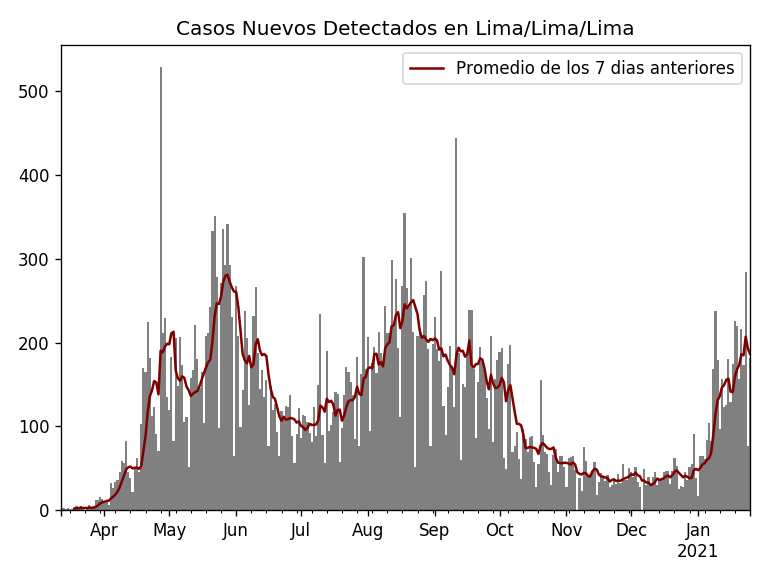 Casos Nuevos Detectados en Lima/Lima/Lima
Promedio de los 7 dias anteriores
500
400
300
200
100
0
Apr May Jun Jul Aug Sep Oct Nov Dec Jan
2021